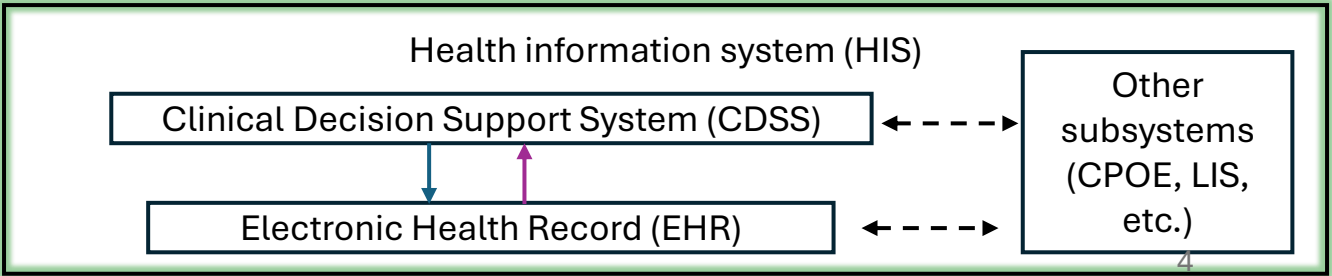 Health information system (HIS)
Clinical Decision Support System (CDSS)
Electronic Health Record (EHR)
Other
subsystems
(CPOE, LIS,
etc.)
4